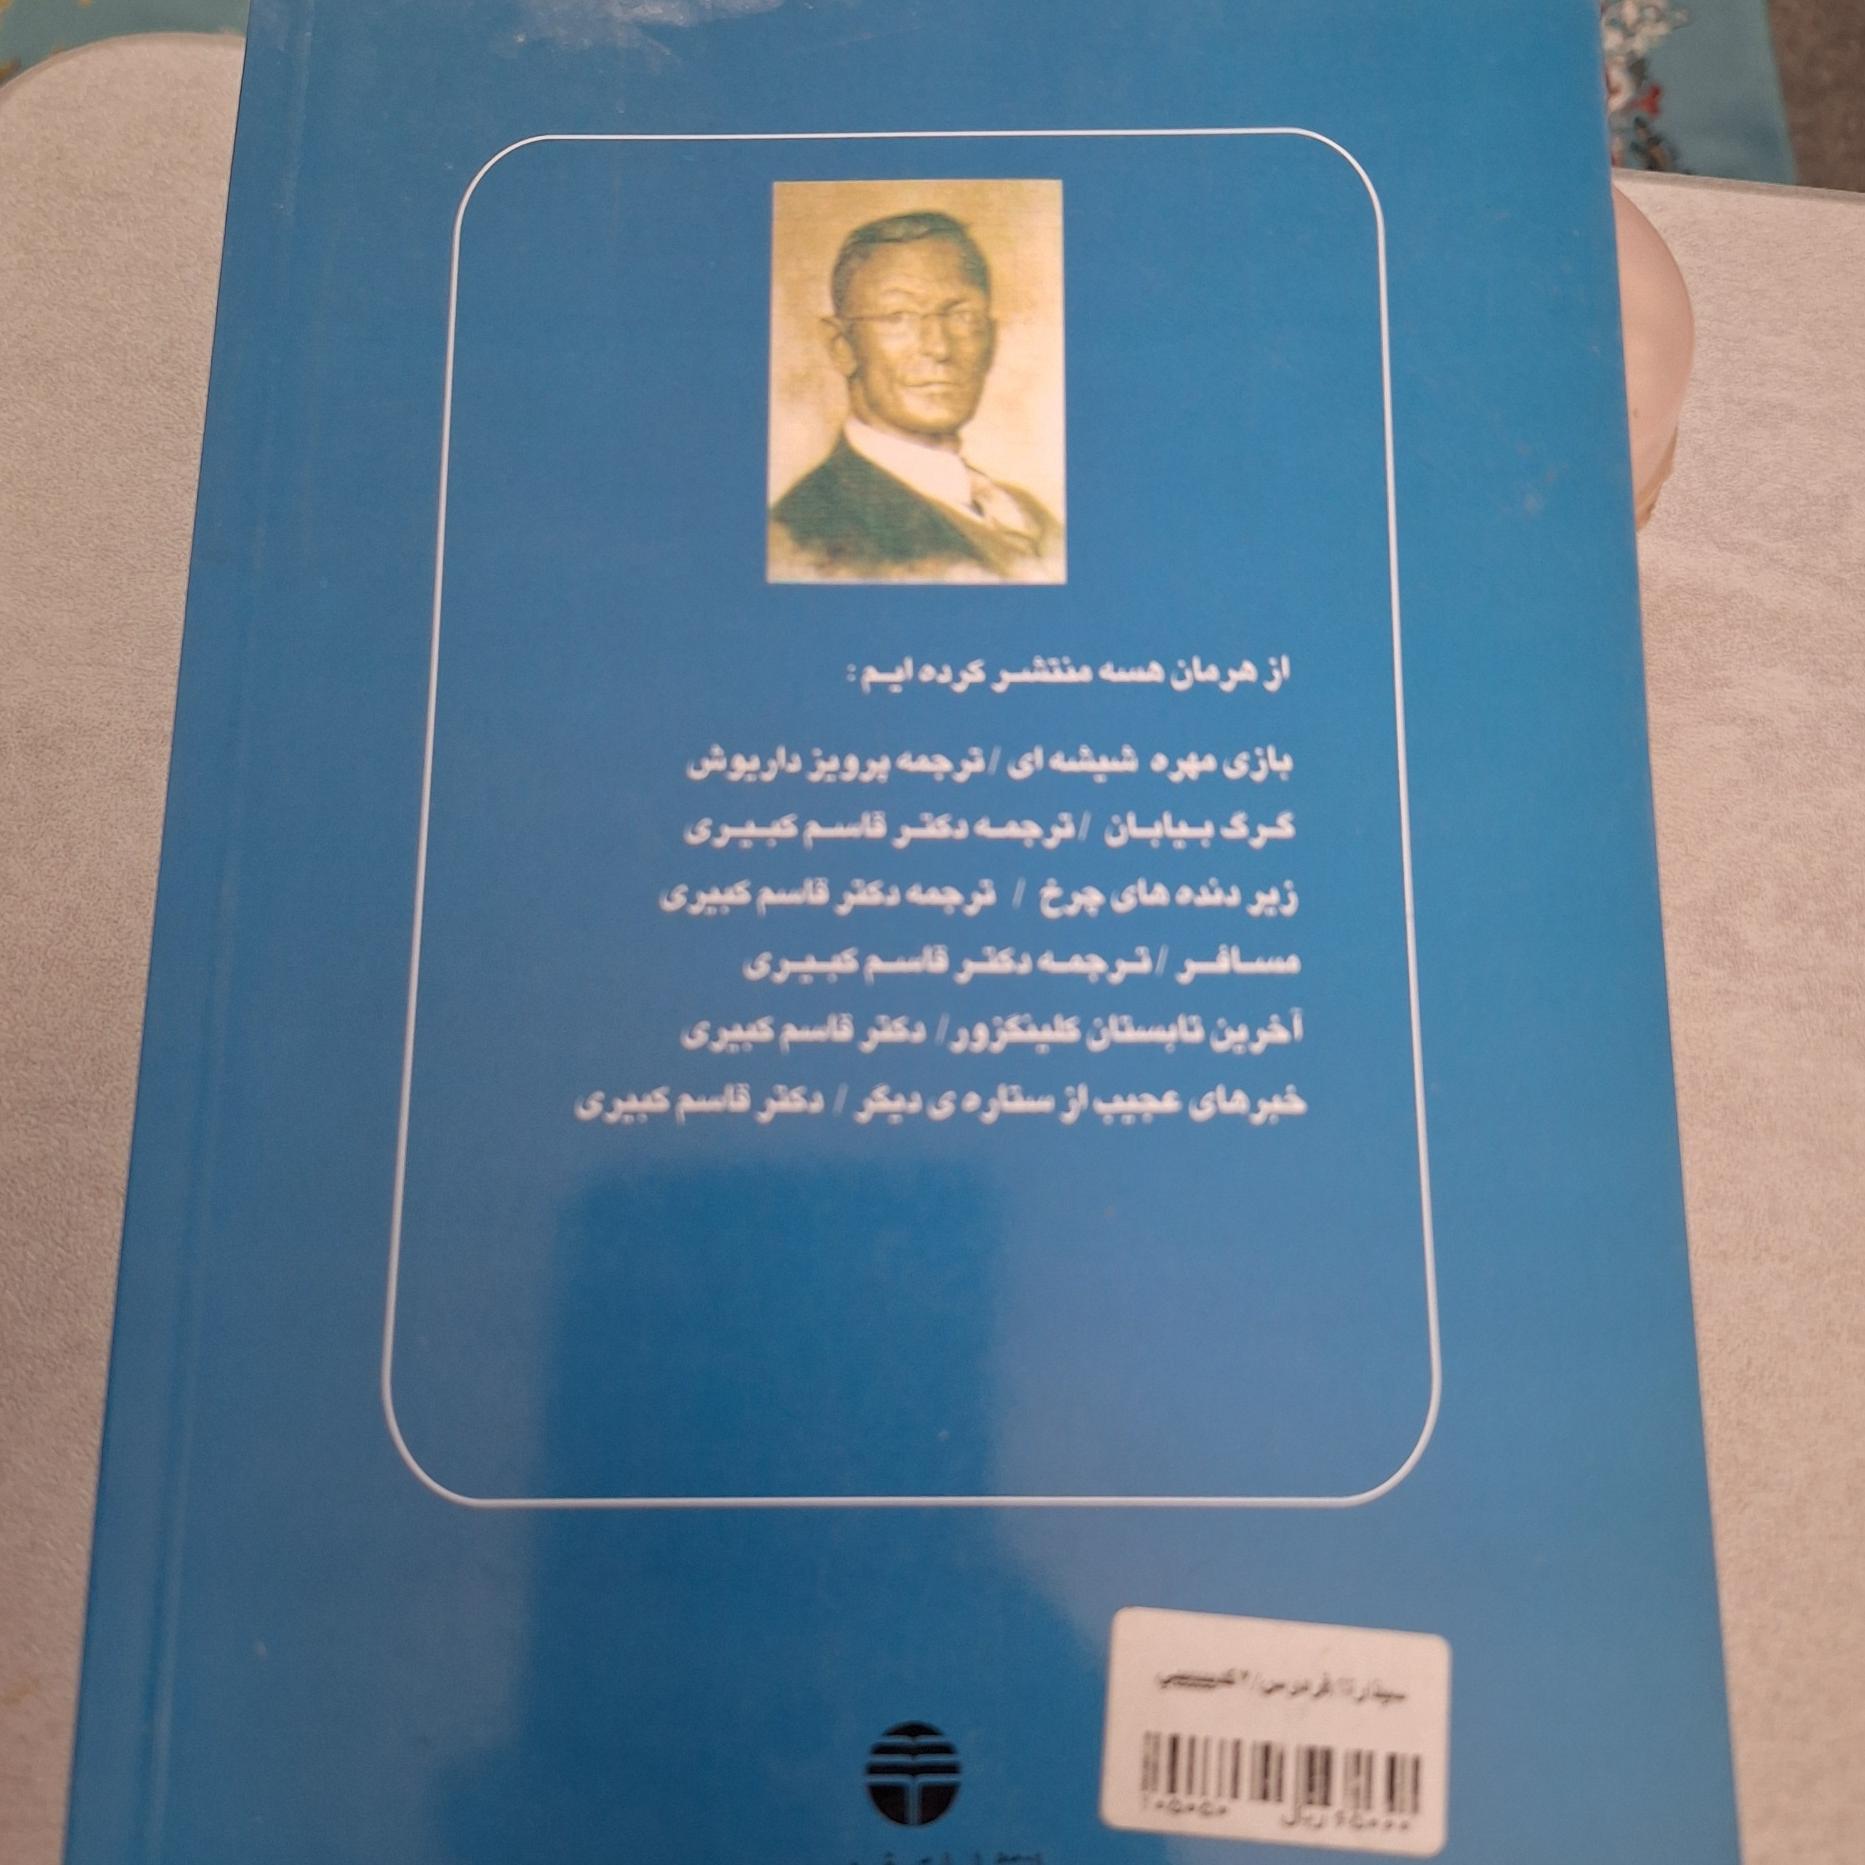 از هرمان هسه منتشر کرده ایم :
بازی مهره شیشه ای / ترجمه پرویز داریوش
گرگ بیابان / ترجمه دکتر قاسم کبیری
زیر دنده های چرخ / ترجمه دکتر قاسم کبیری
مسافر / ترجمه دکتر قاسم کبیری
آخرین تابستان کلینگزور / دکتر قاسم کبیری
خبرهای عجیب از ستاره ی دیگر / دکتر قاسم کبیری
ریال